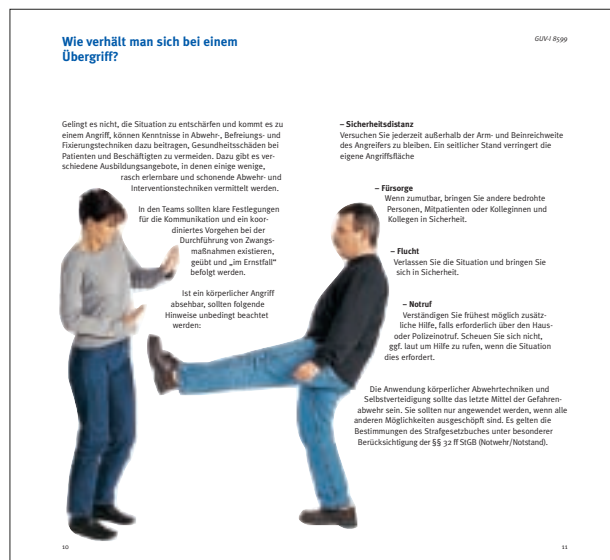 Wie verhält man sich bei einem
Übergriff?
GUV-I 8599
Gelingt es nicht, die Situation zu entschärfen und kommt es zu
einem Angriff, können Kenntnisse in Abwehr-, Befreiungs- und
Fixierungstechniken dazu beitragen, Gesundheitsschäden bei
Patienten und Beschäftigten zu vermeiden. Dazu gibt es ver-
schiedene Ausbildungsangebote, in denen einige wenige,
rasch erlernbare und schonende Abwehr- und
Interventionstechniken vermittelt werden.
In den Teams sollten klare Festlegungen
für die Kommunikation und ein koor-
diniertes Vorgehen bei der
Durchführung von Zwangs-
maßnahmen existieren,
geübt und „im Ernstfall“
befolgt werden.
Ist ein körperlicher Angriff
absehbar, sollten folgende
Hinweise unbedingt beachtet
werden:
– Sicherheitsdistanz
Versuchen Sie jederzeit außerhalb der Arm- und Beinreichweite
des Angreifers zu bleiben. Ein seitlicher Stand verringert die
eigene Angriffsfläche
– Fürsorge
Wenn zumutbar, bringen Sie andere bedrohte
Personen, Mitpatienten oder Kolleginnen und
Kollegen in Sicherheit.
– Flucht
Verlassen Sie die Situation und bringen Sie
sich in Sicherheit.
– Notruf
Verständigen Sie frühest möglich zusätz-
liche Hilfe, falls erforderlich über den Haus-
oder Polizeinotruf. Scheuen Sie sich nicht,
ggf. laut um Hilfe zu rufen, wenn die Situation
dies erfordert.
Die Anwendung körperlicher Abwehrtechniken und
Selbstverteidigung sollte das letzte Mittel der Gefahren-
abwehr sein. Sie sollten nur angewendet werden, wenn alle
anderen Möglichkeiten ausgeschöpft sind. Es gelten die
Bestimmungen des Strafgesetzbuches unter besonderer
Berücksichtigung der §§ 32 ff StGB (Notwehr/Notstand).
10
11